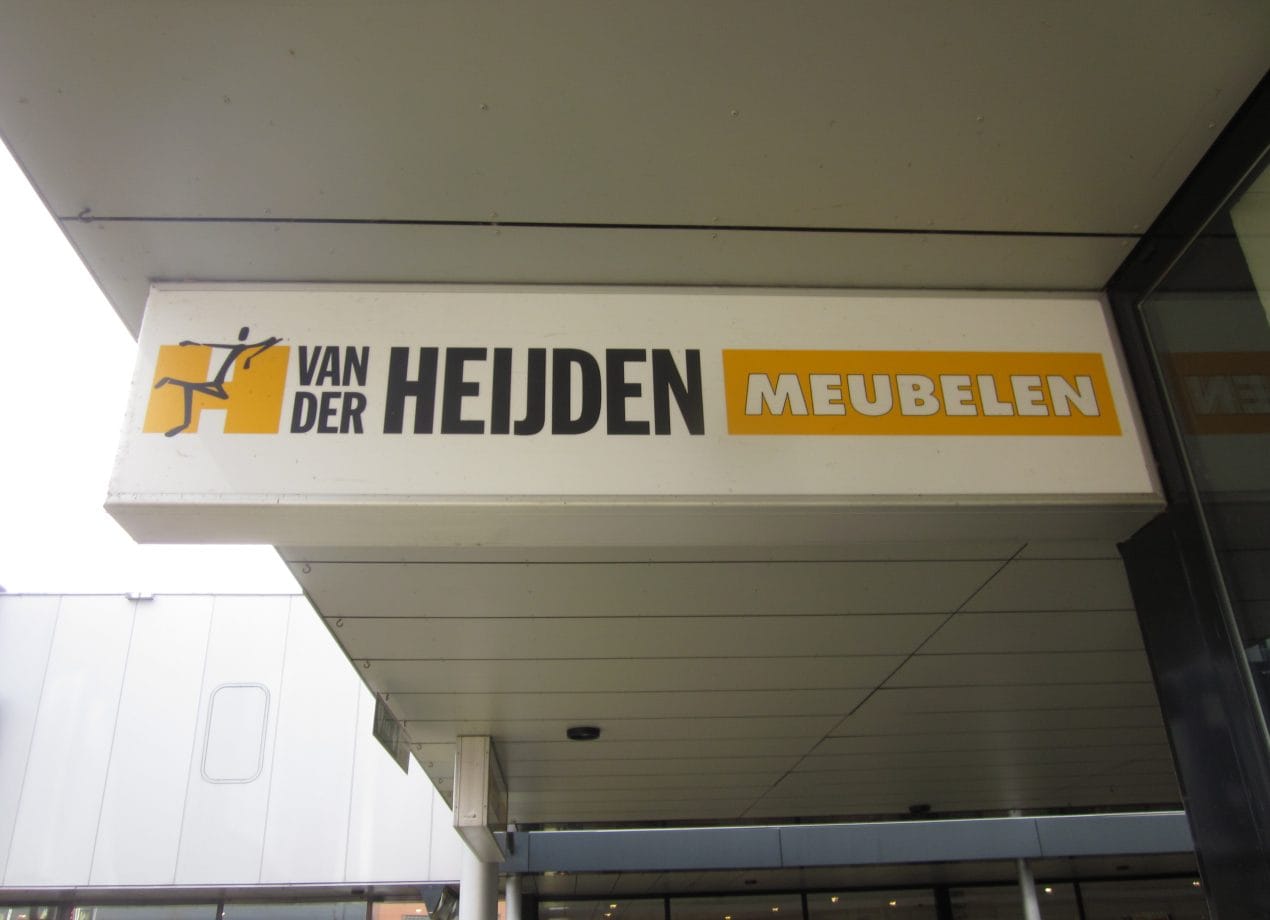 H VAN DER HEIJDEN MEUBELEN